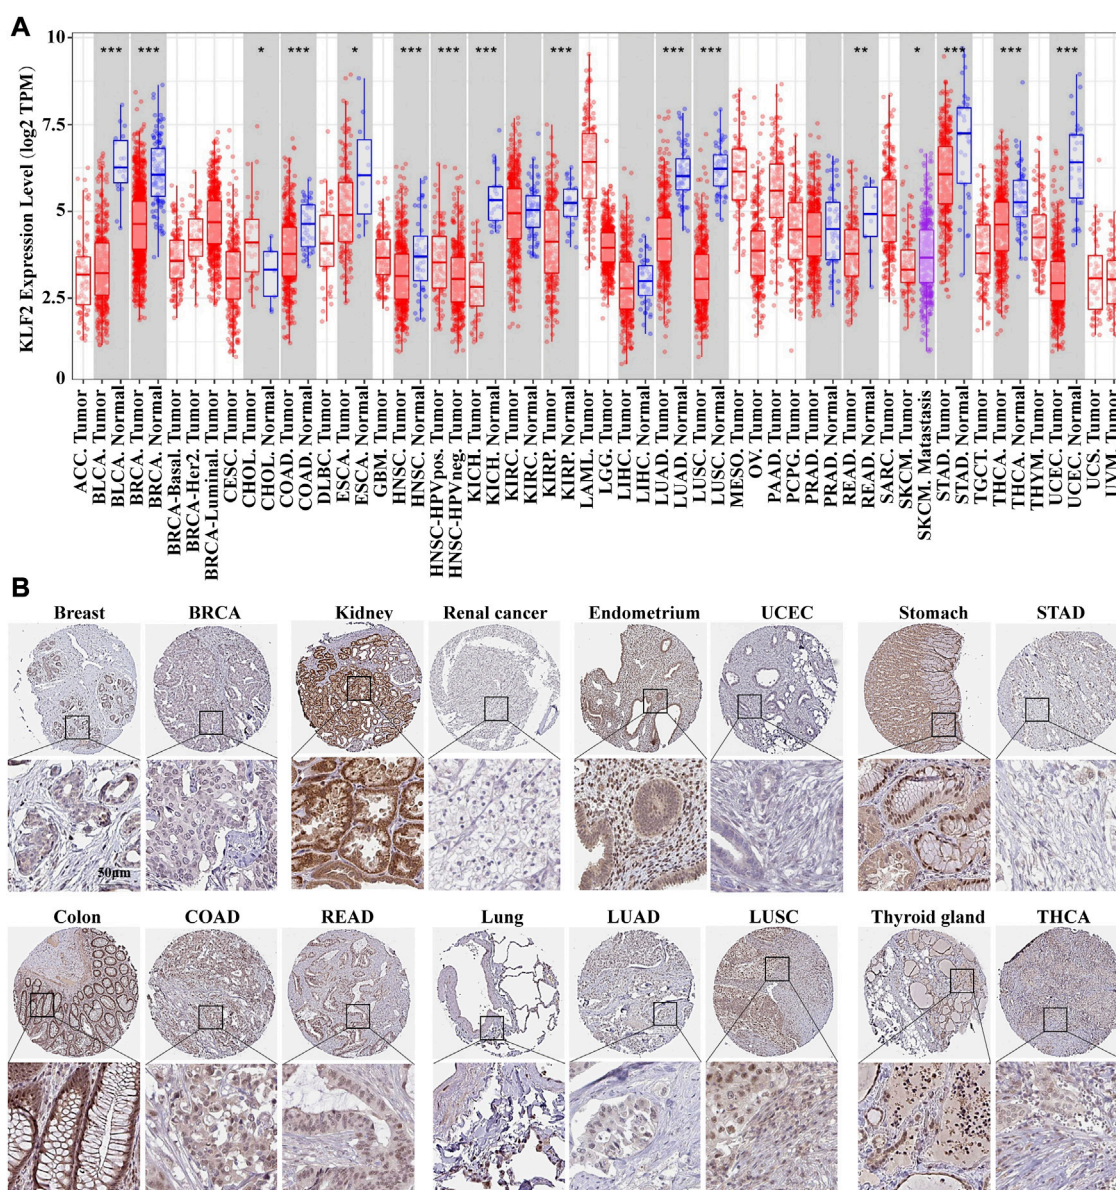 A
KLF2 Expression Level (log2 TPM)
10
7.5
5
2.5
0
* * * * * * * * * * * * * * * * * * * * * * * * * * * * * * * * * * * * * * * * *
ACC. Tumor
BLCA. Tumor
BLCA. Normal
BRCA. Tumor
BRCA. Normal
BRCA-Basal. Tumor
BRCA-Her2. Tumor
BRCA-Luminal. Tumor
CESC. Tumor
CHOL. Tumor
CHOL. Normal
COAD. Tumor
COAD. Normal
DLBC. Tumor
ESCA. Tumor
ESCA. Normal
GBM. Tumor
HNSC. Tumor
HNSC. Normal
HNSC-HPVpos. Tumor
HNSC-HPVneg. Tumor
KICH. Tumor
KICH. Normal
KIRC. Tumor
KIRC. Normal
KIRP. Tumor
KIRP. Normal
LAML. Tumor
LGG. Tumor
LIHC. Tumor
LIHC. Normal
LUAD. Tumor
LUAD. Normal
LUSC. Tumor
LUSC. Normal
MESO. Tumor
OV. Tumor
PAAD. Tumor
PCPG. Tumor
PRAD. Tumor
PRAD. Normal
READ. Tumor
READ. Normal
SARC. Tumor
SKCM. Tumor
SKCM. Matastasis
STAD. Tumor
STAD. Normal
TGCT. Tumor
THCA. Tumor
THCA. Normal
THYM. Tumor
UCEC. Tumor
UCEC. Normal
UCS. Tumor
UVM. Tumor
B
Breast BRCA Kidney Renal cancer Endometrium UCEC Stomach STAD
50μm
Colon COAD READ Lung LUAD LUSC Thyroid gland THCA